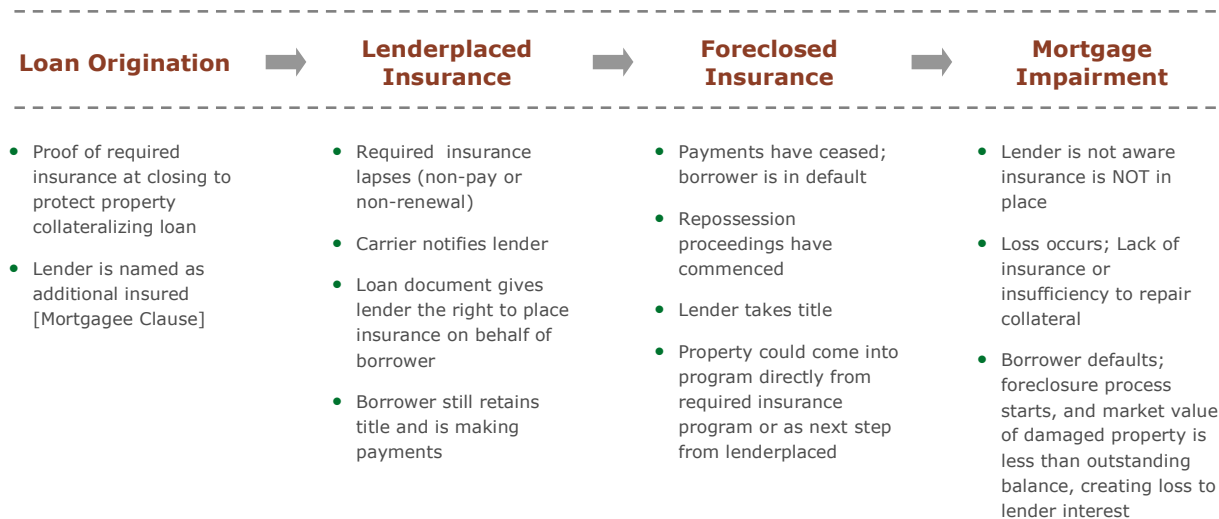 Loan Origination
Lenderplaced
Insurance
Foreclosed
Insurance
Mortgage
Impairment
• Proof of required
insurance at closing to
protect property
collateralizing loan
• Lender is named as
additional insured
[Mortgagee Clause]
• Required insurance
lapses (non-pay or
non-renewal)
• Carrier notifies lender
• Loan document gives
lender the right to place
insurance on behalf of
borrower
• Borrower still retains
title and is making
payments
• Payments have ceased;
borrower is in default
• Repossession
proceedings have
commenced
• Lender takes title
• Property could come into
program directly from
required insurance
program or as next step
from lenderplaced
• Lender is not aware
insurance is NOT in
place
• Loss occurs; Lack of
insurance or
insufficiency to repair
collateral
• Borrower defaults;
foreclosure process
starts, and market value
of damaged property is
less than outstanding
balance, creating loss to
lender interest